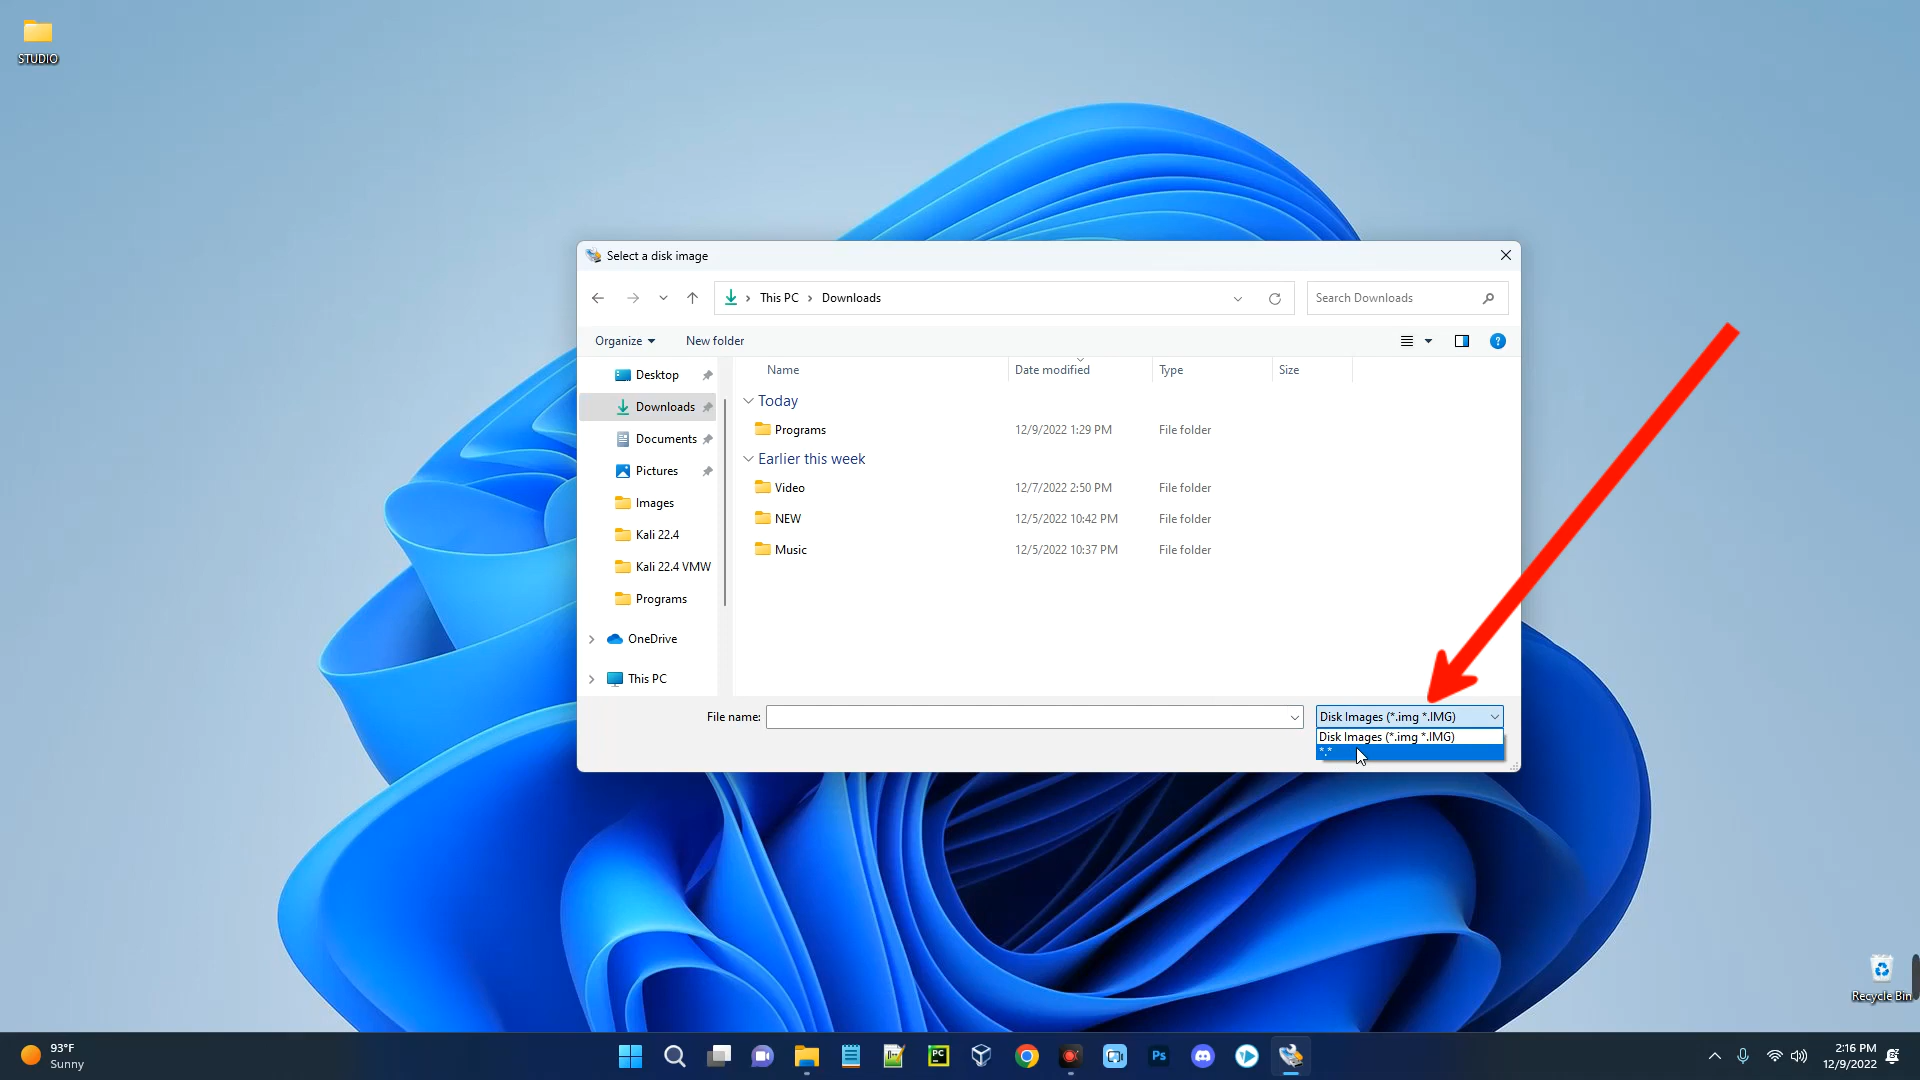 STUDIO
Select a disk image
This PC > Downloads
Search Downloads
Organize
New folder
?
Name Date modified Type Size
Desktop
Downloads
Documents
Pictures
Images
Kali 22.4
Kali 22.4 VMW
Programs
OneDrive
This PC
Today
Programs 12/9/2022 1:29 PM File folder
Earlier this week
Video 12/7/2022 2:50 PM File folder
NEW 12/5/2022 10:42 PM File folder
Music 12/5/2022 10:37 PM File folder
File name:
Disk Images (*.img *.IMG)
Disk Images (*.img *.IMG)
*.*
Recycle Bin
93°F
Sunny
PC
Ps
2:16 PM
12/9/2022